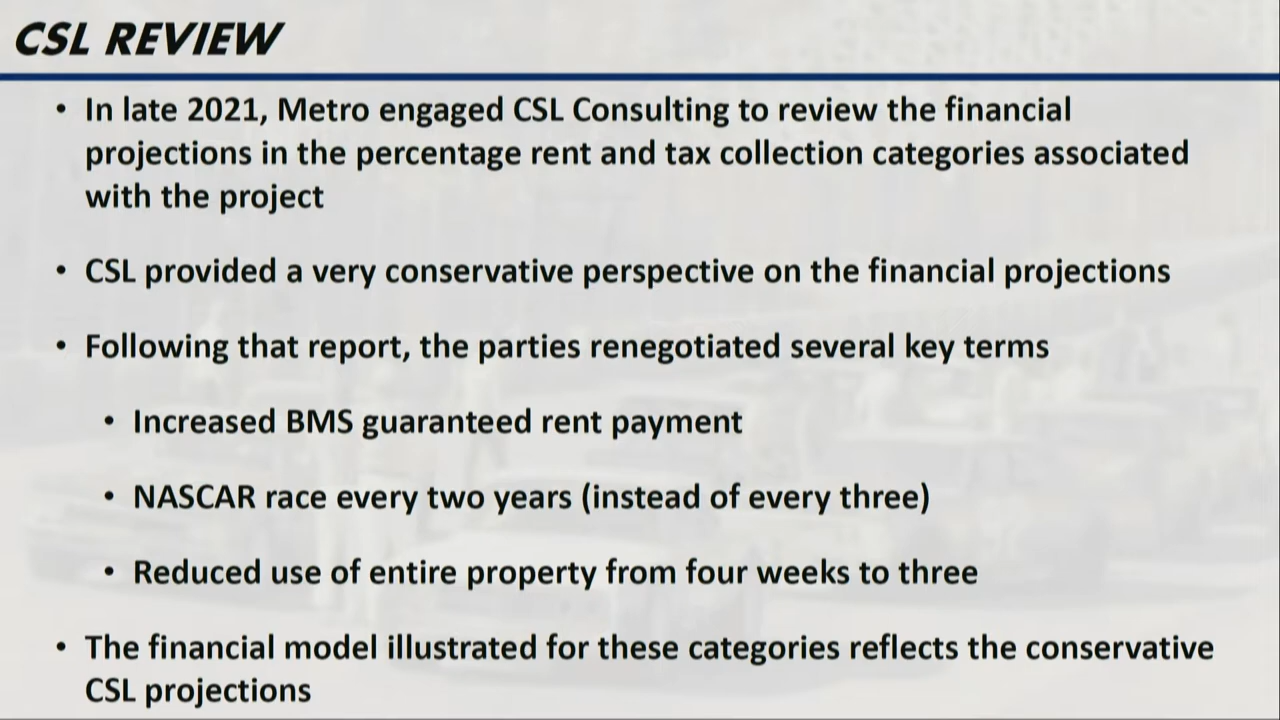 CSL REVIEW
• In late 2021, Metro engaged CSL Consulting to review the financial
projections in the percentage rent and tax collection categories associated
with the project
• CSL provided a very conservative perspective on the financial projections
• Following that report, the parties renegotiated several key terms
• Increased BMS guaranteed rent payment
• NASCAR race every two years (instead of every three)
• Reduced use of entire property from four weeks to three
• The financial model illustrated for these categories reflects the conservative
CSL projections